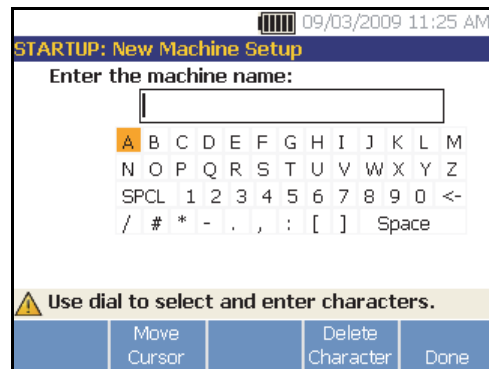 09/03/2009 11:25 AM
STARTUP: New Machine Setup
Enter the machine name:
A B C D E F G H I J K L M
N O P Q R S T U V W X Y Z
SPCL 1 2 3 4 5 6 7 8 9 0 <-
/ # * - . , : [ ] Space
Use dial to select and enter characters.
Move Cursor
Delete Character
Done